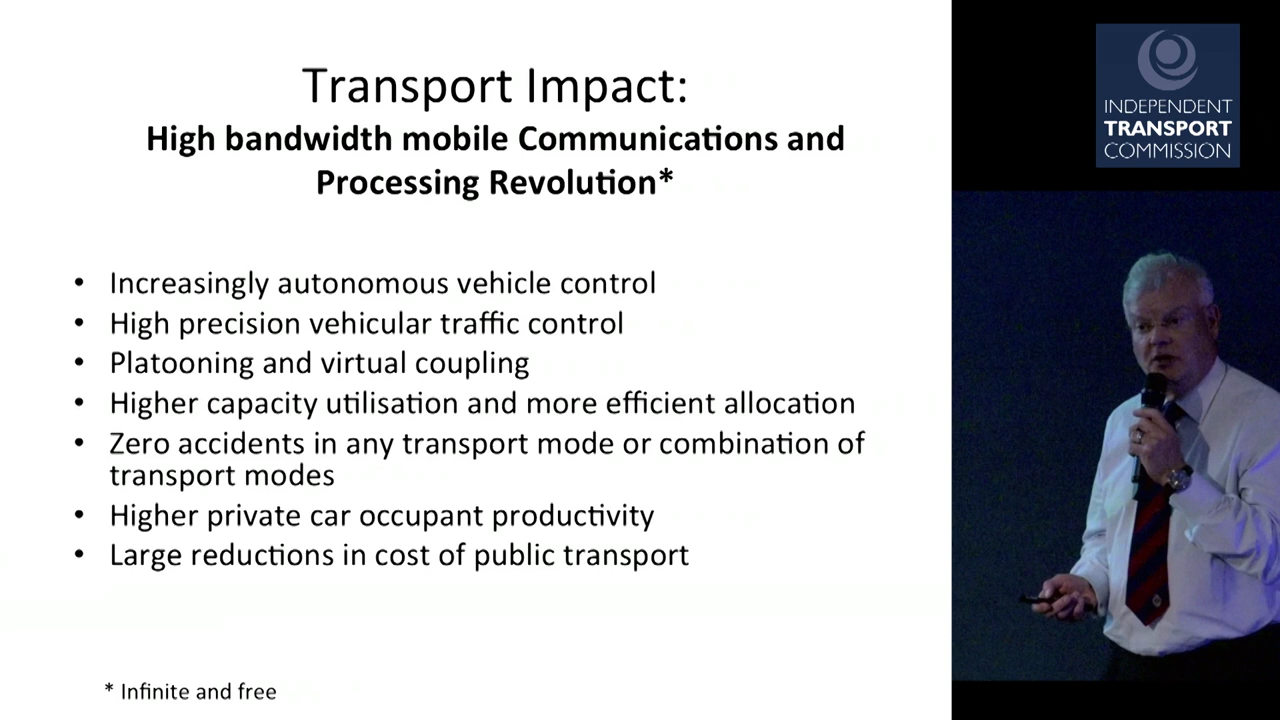 Transport Impact:
High bandwidth mobile Communications and
Processing Revolution*
• Increasingly autonomous vehicle control
• High precision vehicular traffic control
• Platooning and virtual coupling
• Higher capacity utilisation and more efficient allocation
• Zero accidents in any transport mode or combination of
transport modes
• Higher private car occupant productivity
• Large reductions in cost of public transport
* Infinite and free
INDEPENDENT
TRANSPORT
COMMISSION